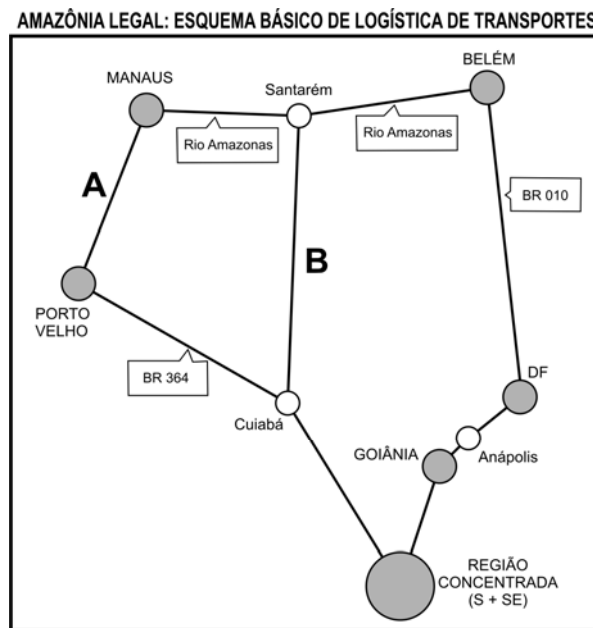 AMAZÔNIA LEGAL: ESQUEMA BÁSICO DE LOGÍSTICA DE TRANSPORTES
BELÉM
MANAUS
Santarém
Rio Amazonas
Rio Amazonas
A
BR 010
B
PORTO
VELHO
BR 364
DF
Cuiabá
GOIÂNIA
Anápolis
REGIÃO
CONCENTRADA
(S + SE)